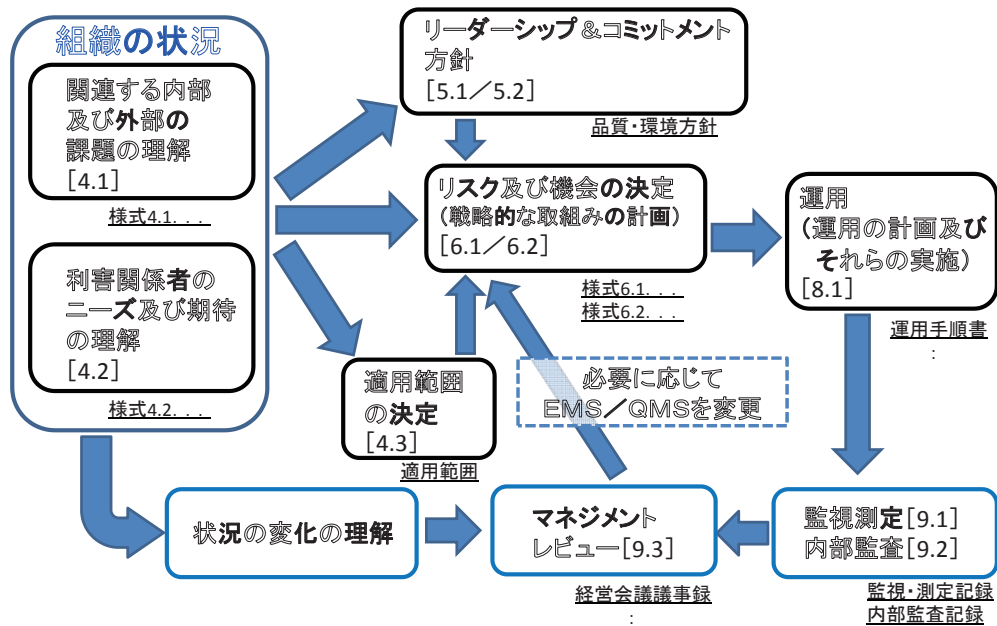 組織の状況
関連する内部
及び外部の
課題の理解
[4.1]
様式4.1. . .
利害関係者の
ニーズ及び期待
の理解
[4.2]
様式4.2. . .
リーダーシップ&コミットメント
方針
[5.1／5.2]
品質・環境方針
リスク及び機会の決定
(戦略的な取組みの計画)
[6.1／6.2]
様式6.1. . .
様式6.2. . .
運用
(運用の計画及び
それらの実施)
[8.1]
運用手順書
:
適用範囲
の決定
[4.3]
適用範囲
必要に応じて
EMS／QMSを変更
状況の変化の理解
マネジメント
レビュー[9.3]
経営会議議事録
:
監視測定[9.1]
内部監査[9.2]
監視・測定記録
内部監査記録